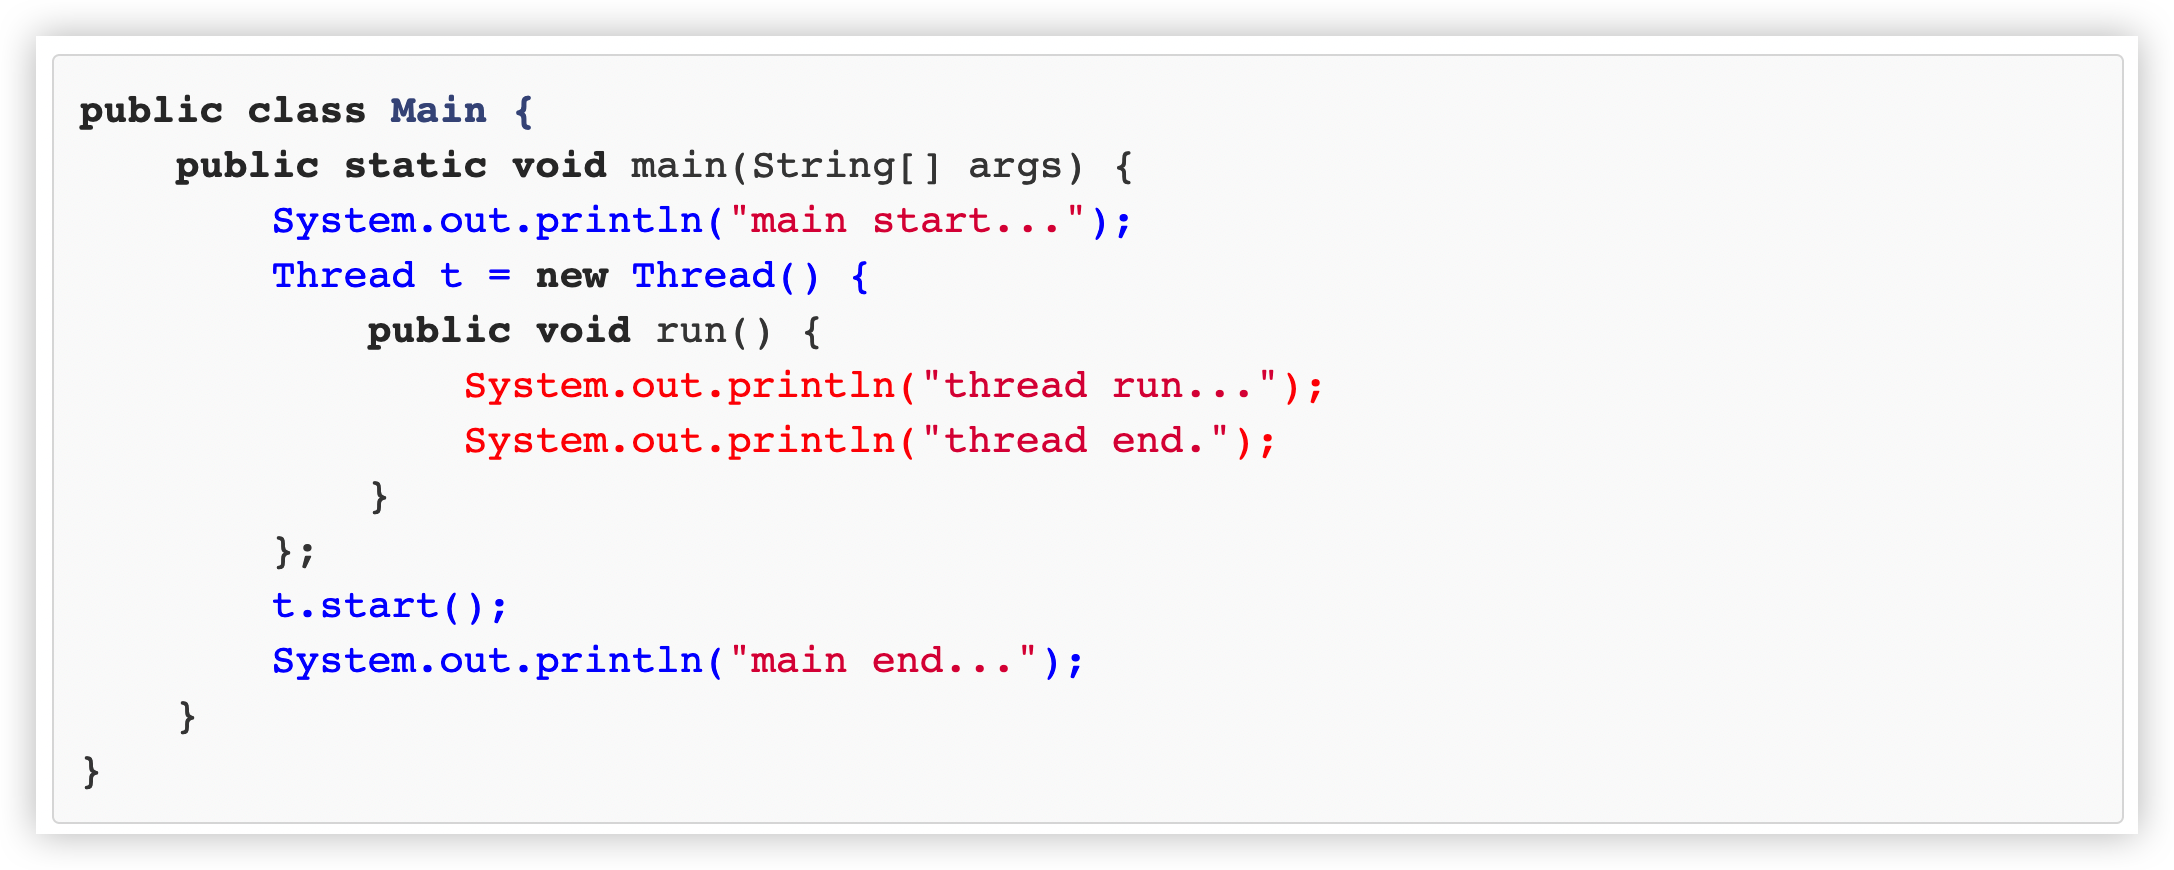 public class Main {
    public static void main(String[] args) {
        System.out.println("main start...");
        Thread t = new Thread() {
            public void run() {
                System.out.println("thread run...");
                System.out.println("thread end.");
            }
        };
        t.start();
        System.out.println("main end...");
    }
}